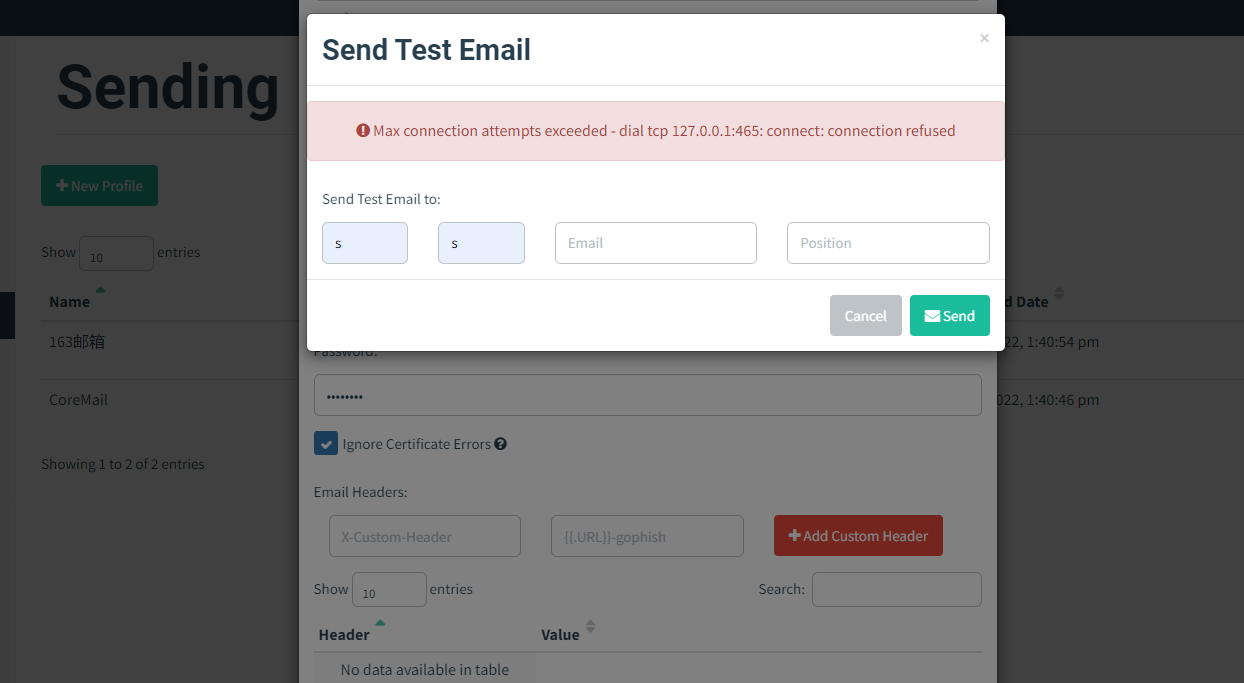 Send Test Email
×
Max connection attempts exceeded - dial tcp 127.0.0.1:465: connect: connection refused
Send Test Email to:
s s Email Position
Cancel Send
Sending
New Profile
Show 10 entries
Name d Date
163邮箱 22, 1:40:54 pm
CoreMail 022, 1:40:46 pm
Showing 1 to 2 of 2 entries
Password:
••••••••
Ignore Certificate Errors
Email Headers:
X-Custom-Header {{.URL}}-gophish Add Custom Header
Show 10 entries Search:
Header Value
No data available in table